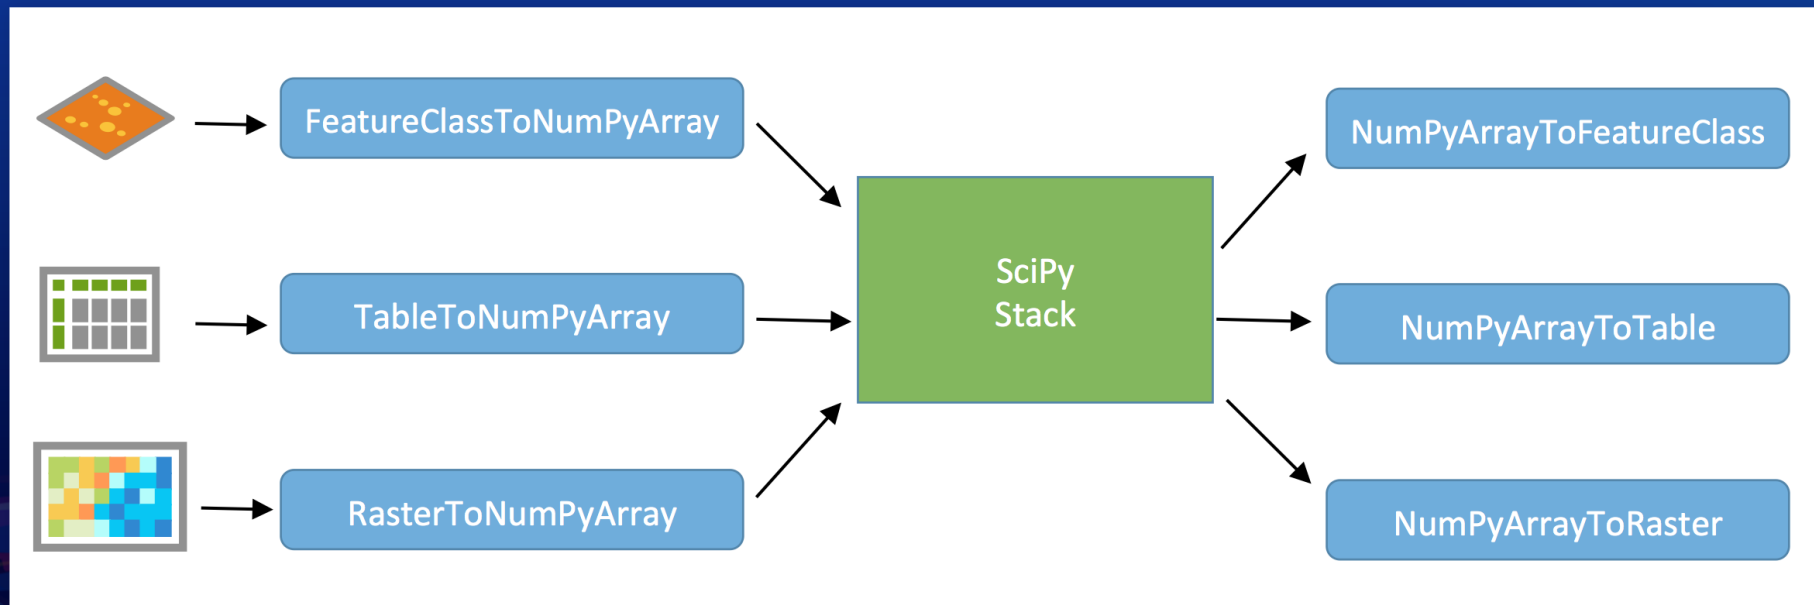 FeatureClassToNumPyArray
TableToNumPyArray
RasterToNumPyArray
SciPy
Stack
NumPyArrayToFeatureClass
NumPyArrayToTable
NumPyArrayToRaster